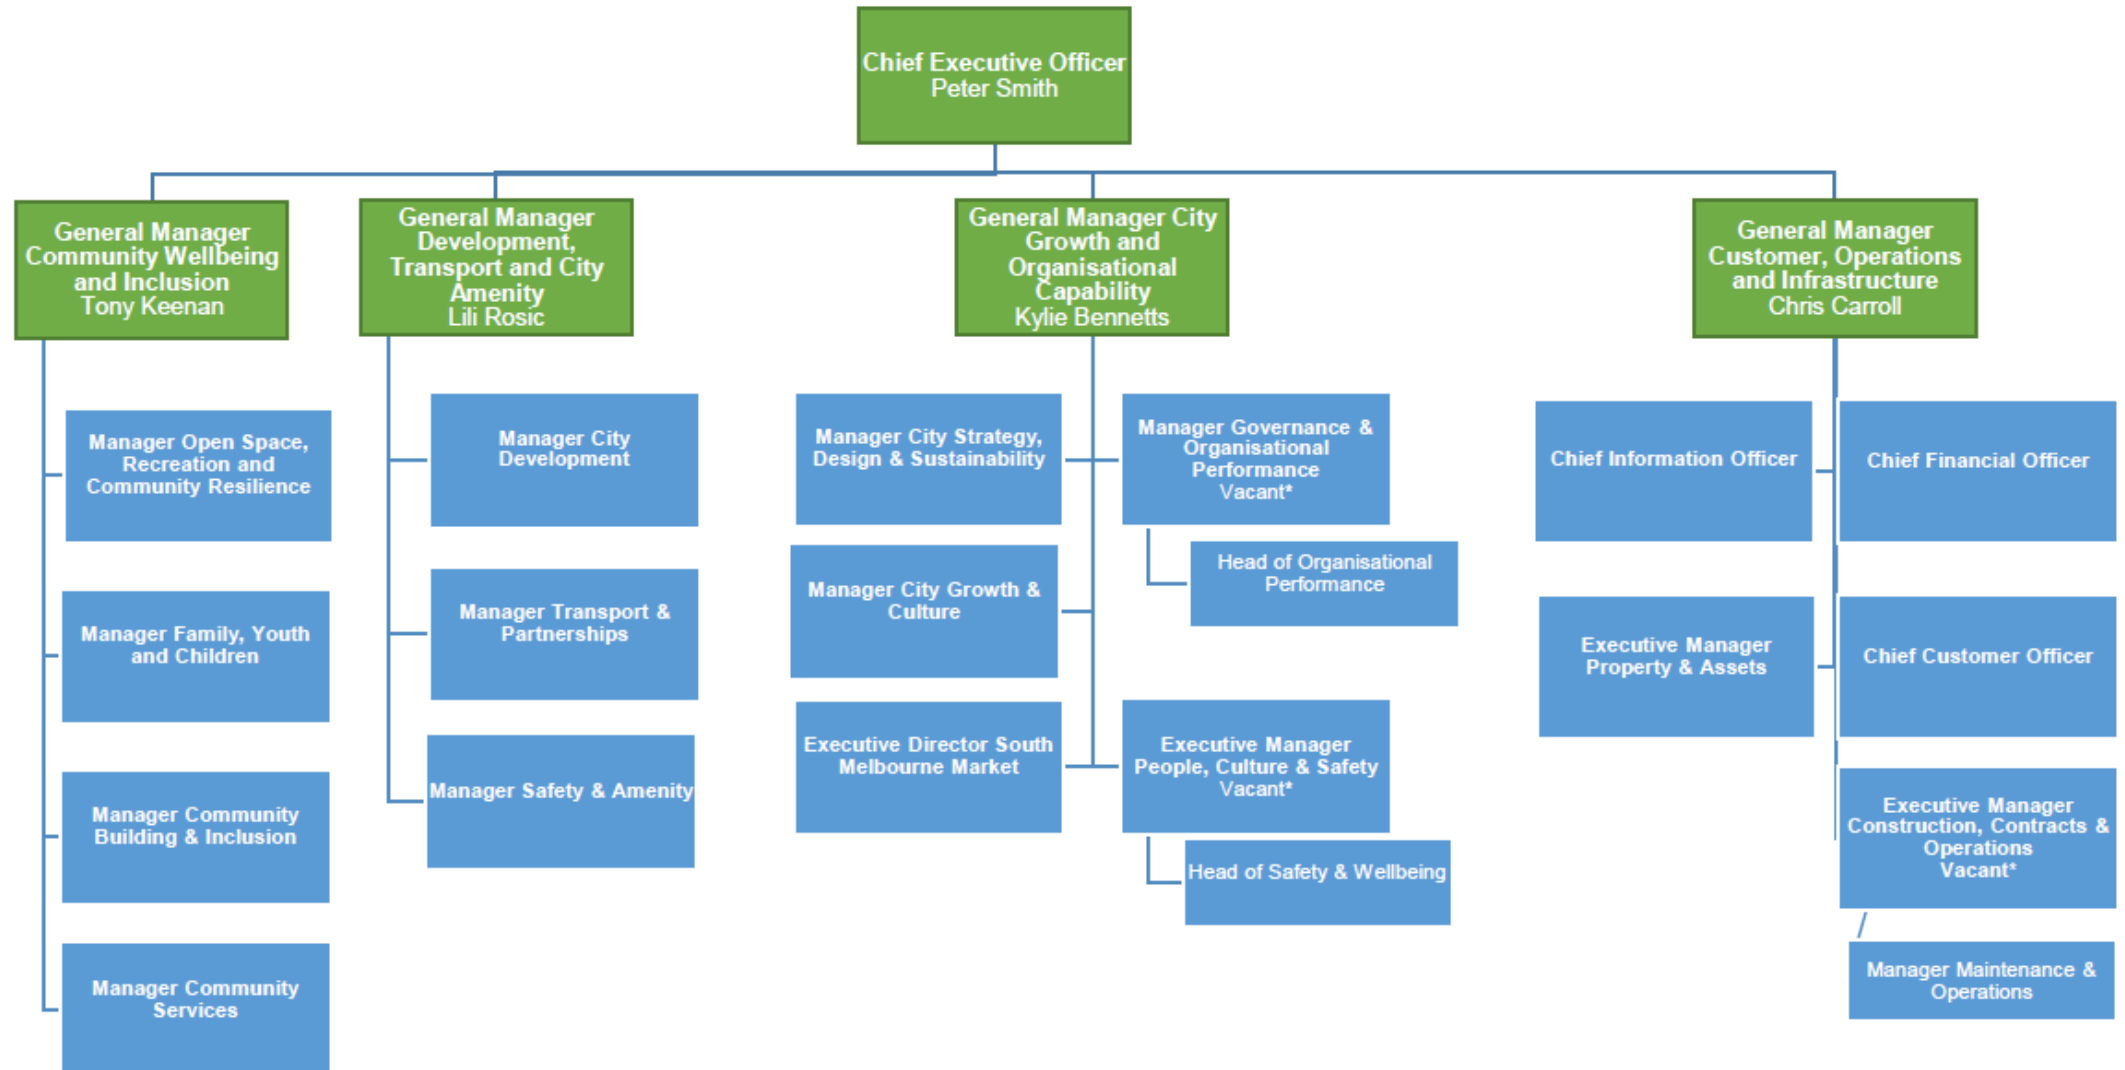 Chief Executive Officer
Peter Smith
General Manager
Community Wellbeing
and Inclusion
Tony Keenan
General Manager
Development,
Transport and City
Amenity
Lili Rosic
General Manager City
Growth and
Organisational
Capability
Kylie Bennetts
General Manager
Customer, Operations
and Infrastructure
Chris Carroll
Manager Open Space,
Recreation and
Community Resilience
Manager Family, Youth
and Children
Manager Community
Building & Inclusion
Manager Community
Services
Manager City
Development
Manager Transport &
Partnerships
Manager Safety & Amenity
Manager City Strategy,
Design & Sustainability
Manager City Growth &
Culture
Executive Director South
Melbourne Market
Manager Governance &
Organisational
Performance
Vacant*
Head of Organisational
Performance
Executive Manager
People, Culture & Safety
Vacant*
Head of Safety & Wellbeing
Chief Information Officer
Executive Manager
Property & Assets
Chief Financial Officer
Chief Customer Officer
Executive Manager
Construction, Contracts &
Operations
Vacant*
Manager Maintenance &
Operations